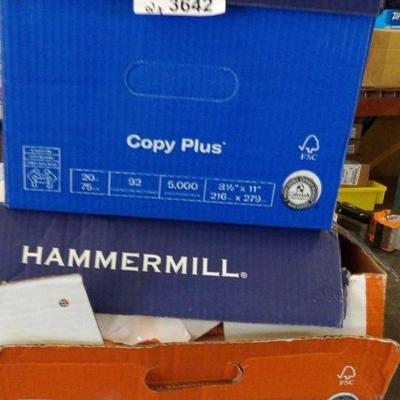 3642
Copy Plus®
FSC
20 92 5,000 8½" x 11"
75 216 x 279
HAMMERMILL®
FSC